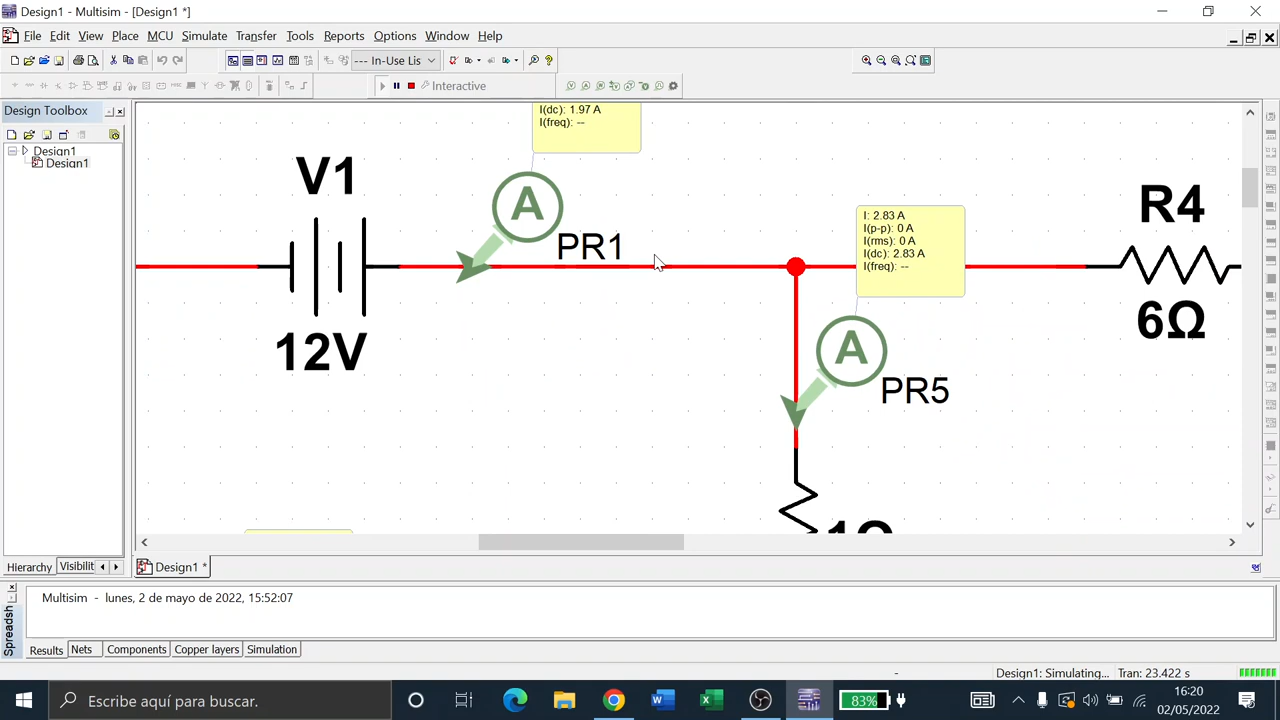 Design1 - Multisim - [Design1 *]
File Edit View Place MCU Simulate Transfer Tools Reports Options Window Help
--- In-Use Lis
Interactive
Design Toolbox
Design1
Design1
I(dc): 1.97 A
I(freq): --
V1
A
PR1
12V
I: 2.83 A
I(p-p): 0 A
I(rms): 0 A
I(dc): 2.83 A
I(freq): --
A
PR5
R4
6Ω
1Ω
Hierarchy Visibilit
Design1 *
Spreadsh
Multisim - lunes, 2 de mayo de 2022, 15:52:07
Results Nets Components Copper layers Simulation
- Design1: Simulating... Tran: 23.422 s
Escribe aquí para buscar.
83%
16:20
02/05/2022